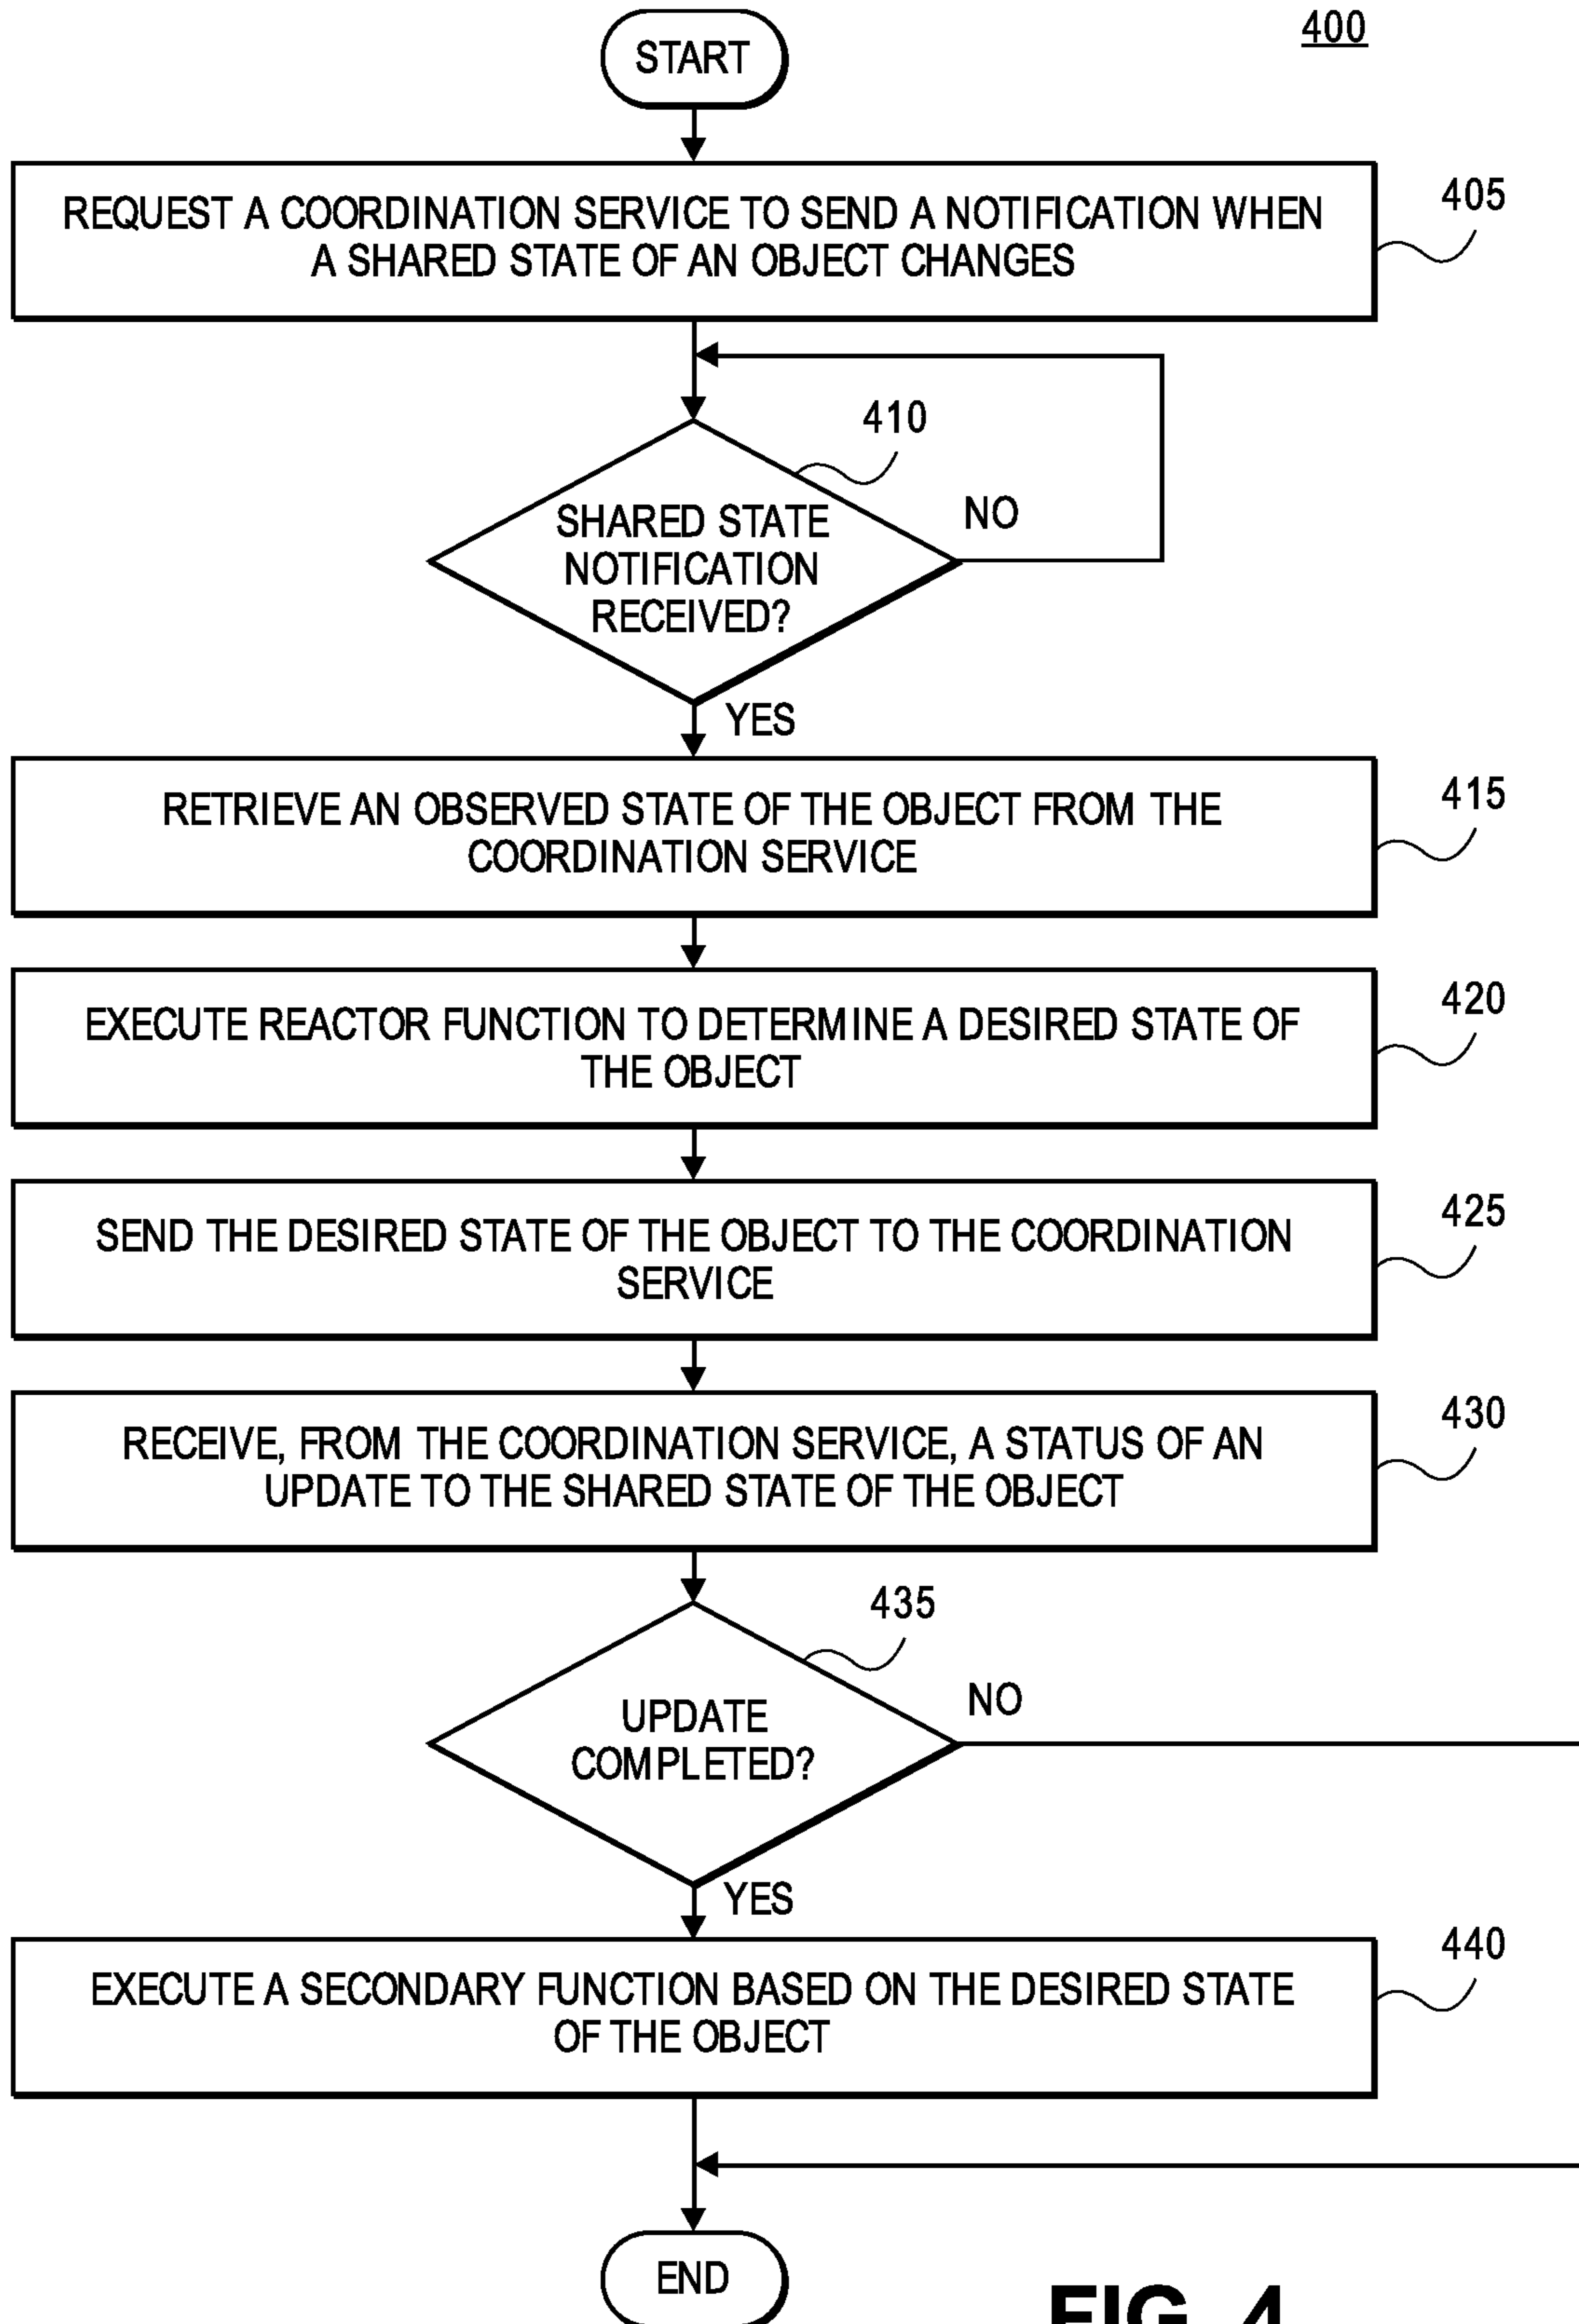 START
400
REQUEST A COORDINATION SERVICE TO SEND A NOTIFICATION WHEN
A SHARED STATE OF AN OBJECT CHANGES
405
410
SHARED STATE
NOTIFICATION
RECEIVED?
NO
YES
RETRIEVE AN OBSERVED STATE OF THE OBJECT FROM THE
COORDINATION SERVICE
415
EXECUTE REACTOR FUNCTION TO DETERMINE A DESIRED STATE OF
THE OBJECT
420
SEND THE DESIRED STATE OF THE OBJECT TO THE COORDINATION
SERVICE
425
RECEIVE, FROM THE COORDINATION SERVICE, A STATUS OF AN
UPDATE TO THE SHARED STATE OF THE OBJECT
430
435
UPDATE
COMPLETED?
NO
YES
EXECUTE A SECONDARY FUNCTION BASED ON THE DESIRED STATE
OF THE OBJECT
440
END
FIG. 4